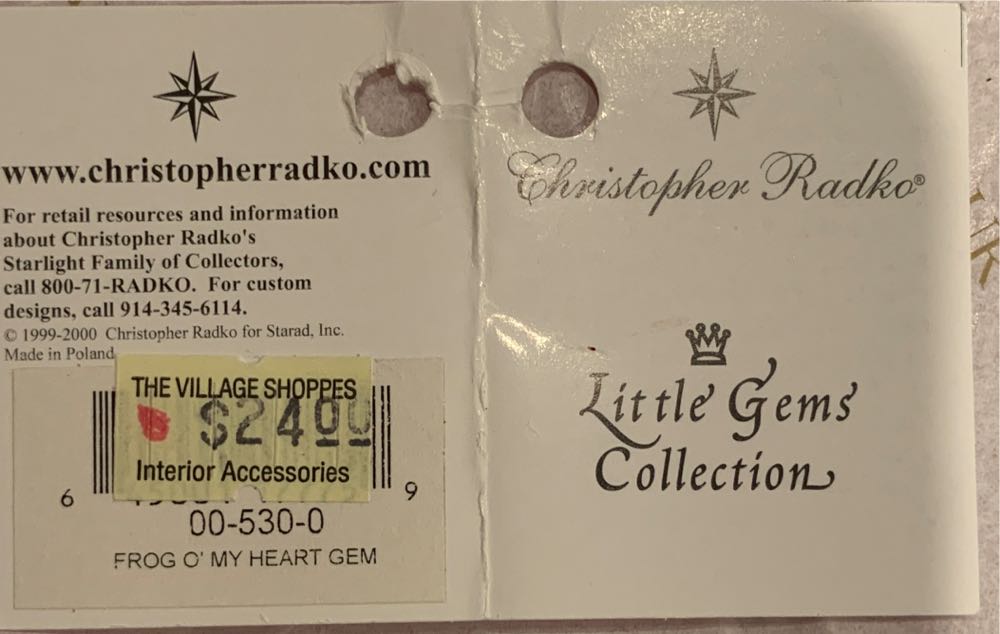 www.christopherradko.com
For retail resources and information
about Christopher Radko's
Starlight Family of Collectors,
call 800-71-RADKO. For custom
designs, call 914-345-6114.
© 1999-2000 Christopher Radko for Starad, Inc.
Made in Poland
THE VILLAGE SHOPPES
$24.00
Interior Accessories
6 9
00-530-0
FROG O' MY HEART GEM
Christopher Radko®
Little Gems
Collection